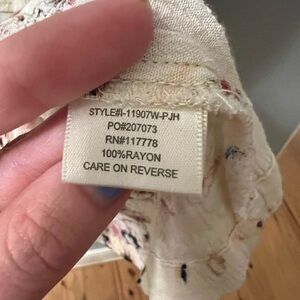 STYLE#I-11907W-PJH
PO#207073
RN#117778
100%RAYON
CARE ON REVERSE